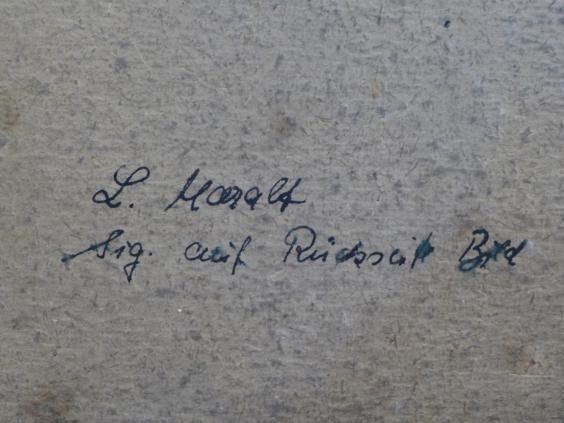 L. Moralt
Sig. auf Rückseite Bild